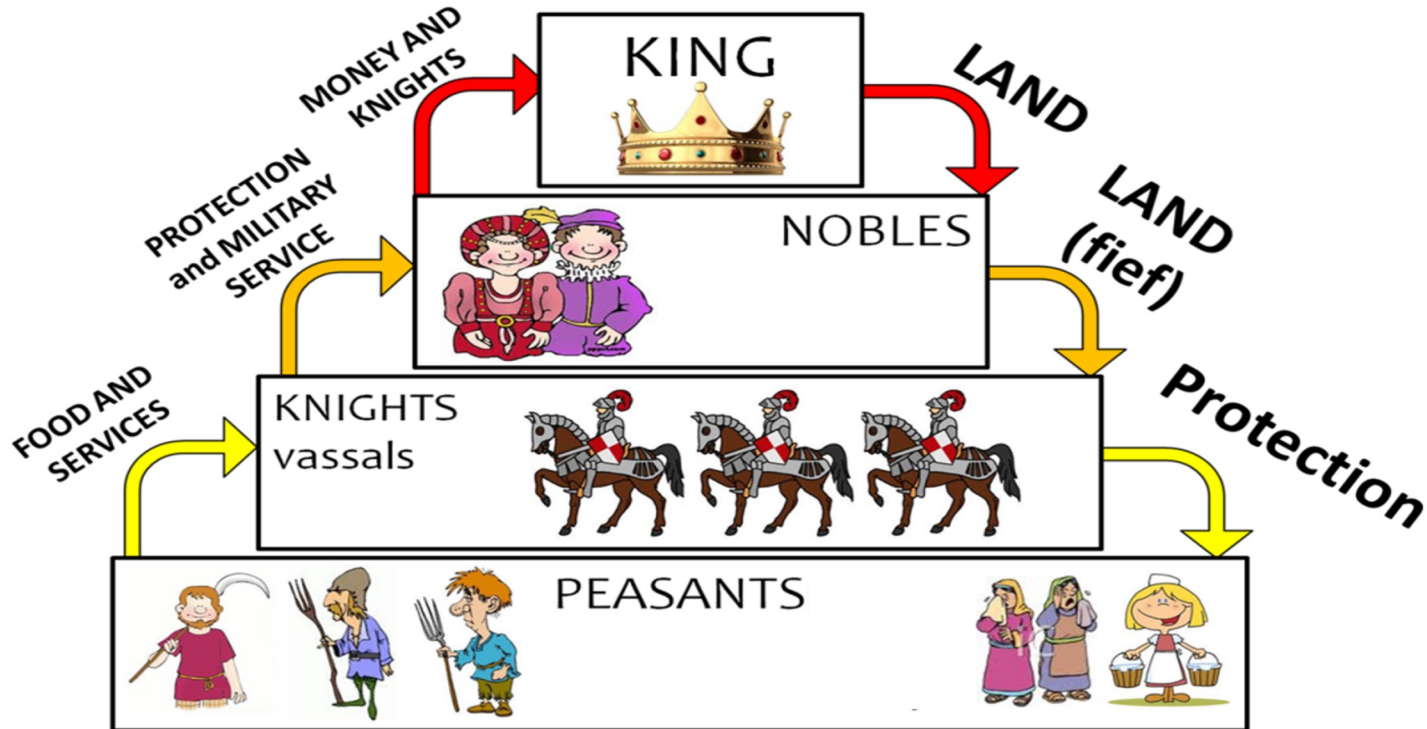 KING
MONEY AND
KNIGHTS
LAND
NOBLES
PROTECTION
and MILITARY
SERVICE
LAND
(fief)
KNIGHTS
vassals
FOOD AND
SERVICES
Protection
PEASANTS